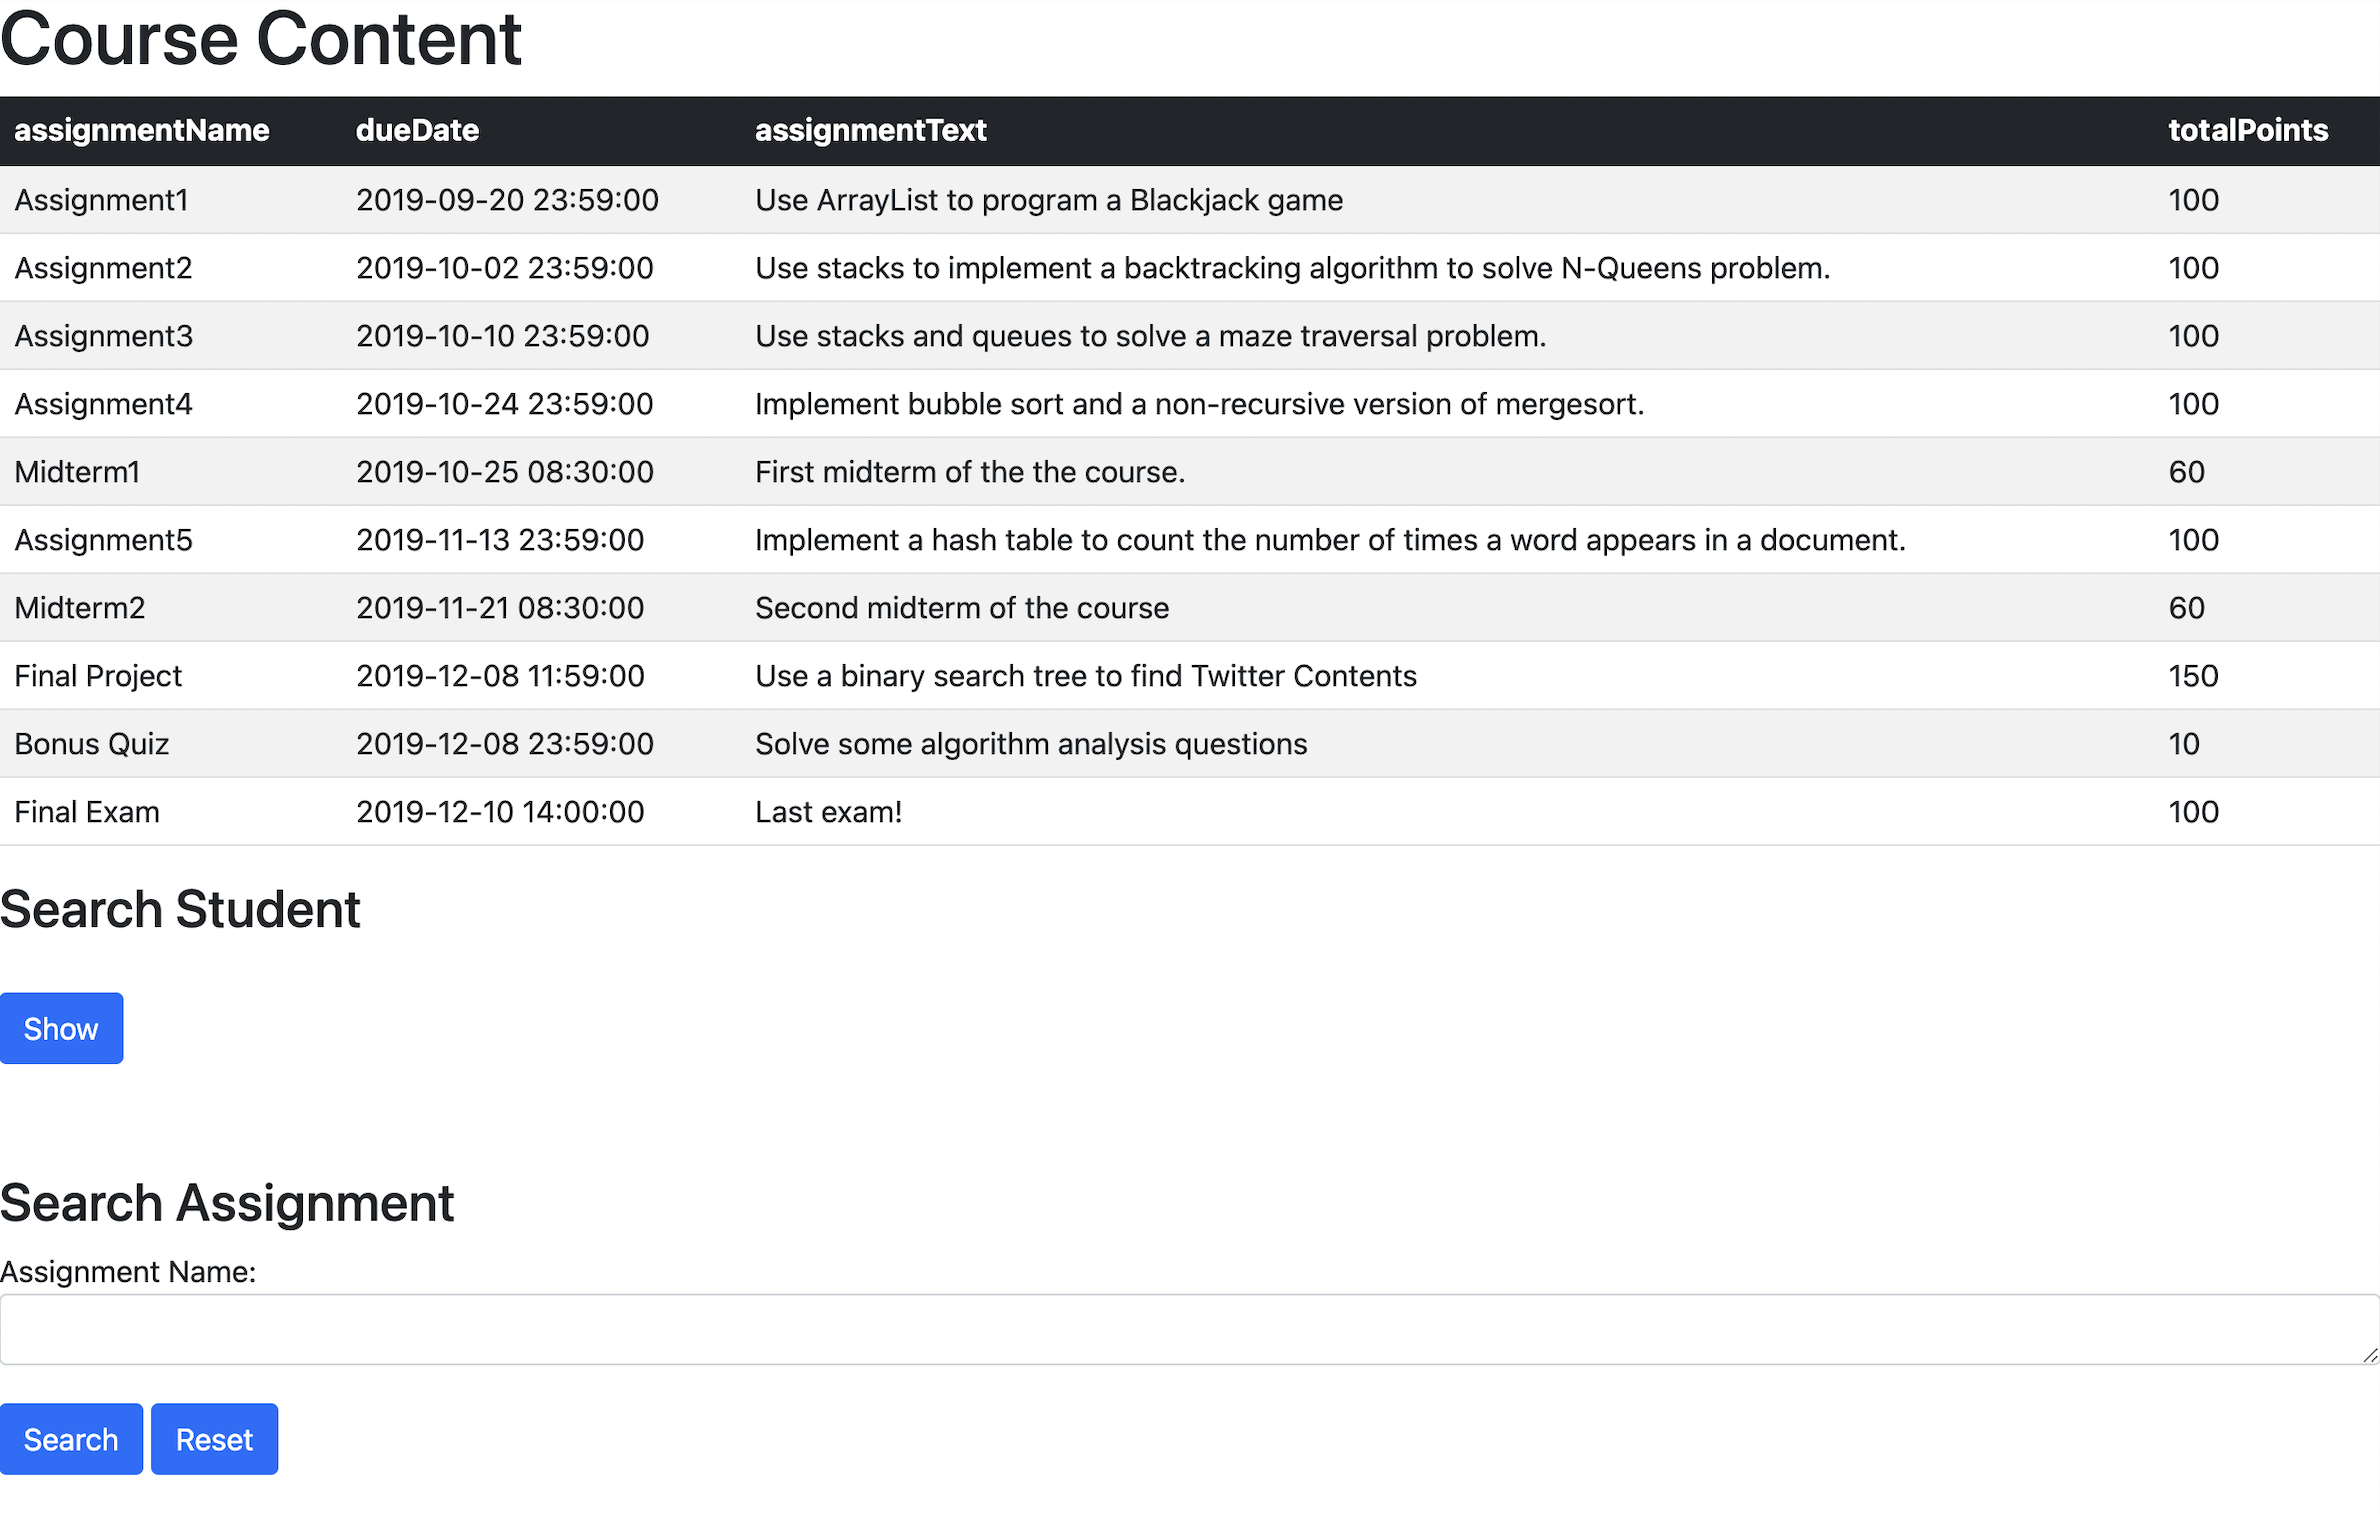 Course Content
assignmentName dueDate assignmentText totalPoints
Assignment1 2019-09-20 23:59:00 Use ArrayList to program a Blackjack game 100
Assignment2 2019-10-02 23:59:00 Use stacks to implement a backtracking algorithm to solve N-Queens problem. 100
Assignment3 2019-10-10 23:59:00 Use stacks and queues to solve a maze traversal problem. 100
Assignment4 2019-10-24 23:59:00 Implement bubble sort and a non-recursive version of mergesort. 100
Midterm1 2019-10-25 08:30:00 First midterm of the the course. 60
Assignment5 2019-11-13 23:59:00 Implement a hash table to count the number of times a word appears in a document. 100
Midterm2 2019-11-21 08:30:00 Second midterm of the course 60
Final Project 2019-12-08 11:59:00 Use a binary search tree to find Twitter Contents 150
Bonus Quiz 2019-12-08 23:59:00 Solve some algorithm analysis questions 10
Final Exam 2019-12-10 14:00:00 Last exam! 100
Search Student
Show
Search Assignment
Assignment Name:
Search Reset